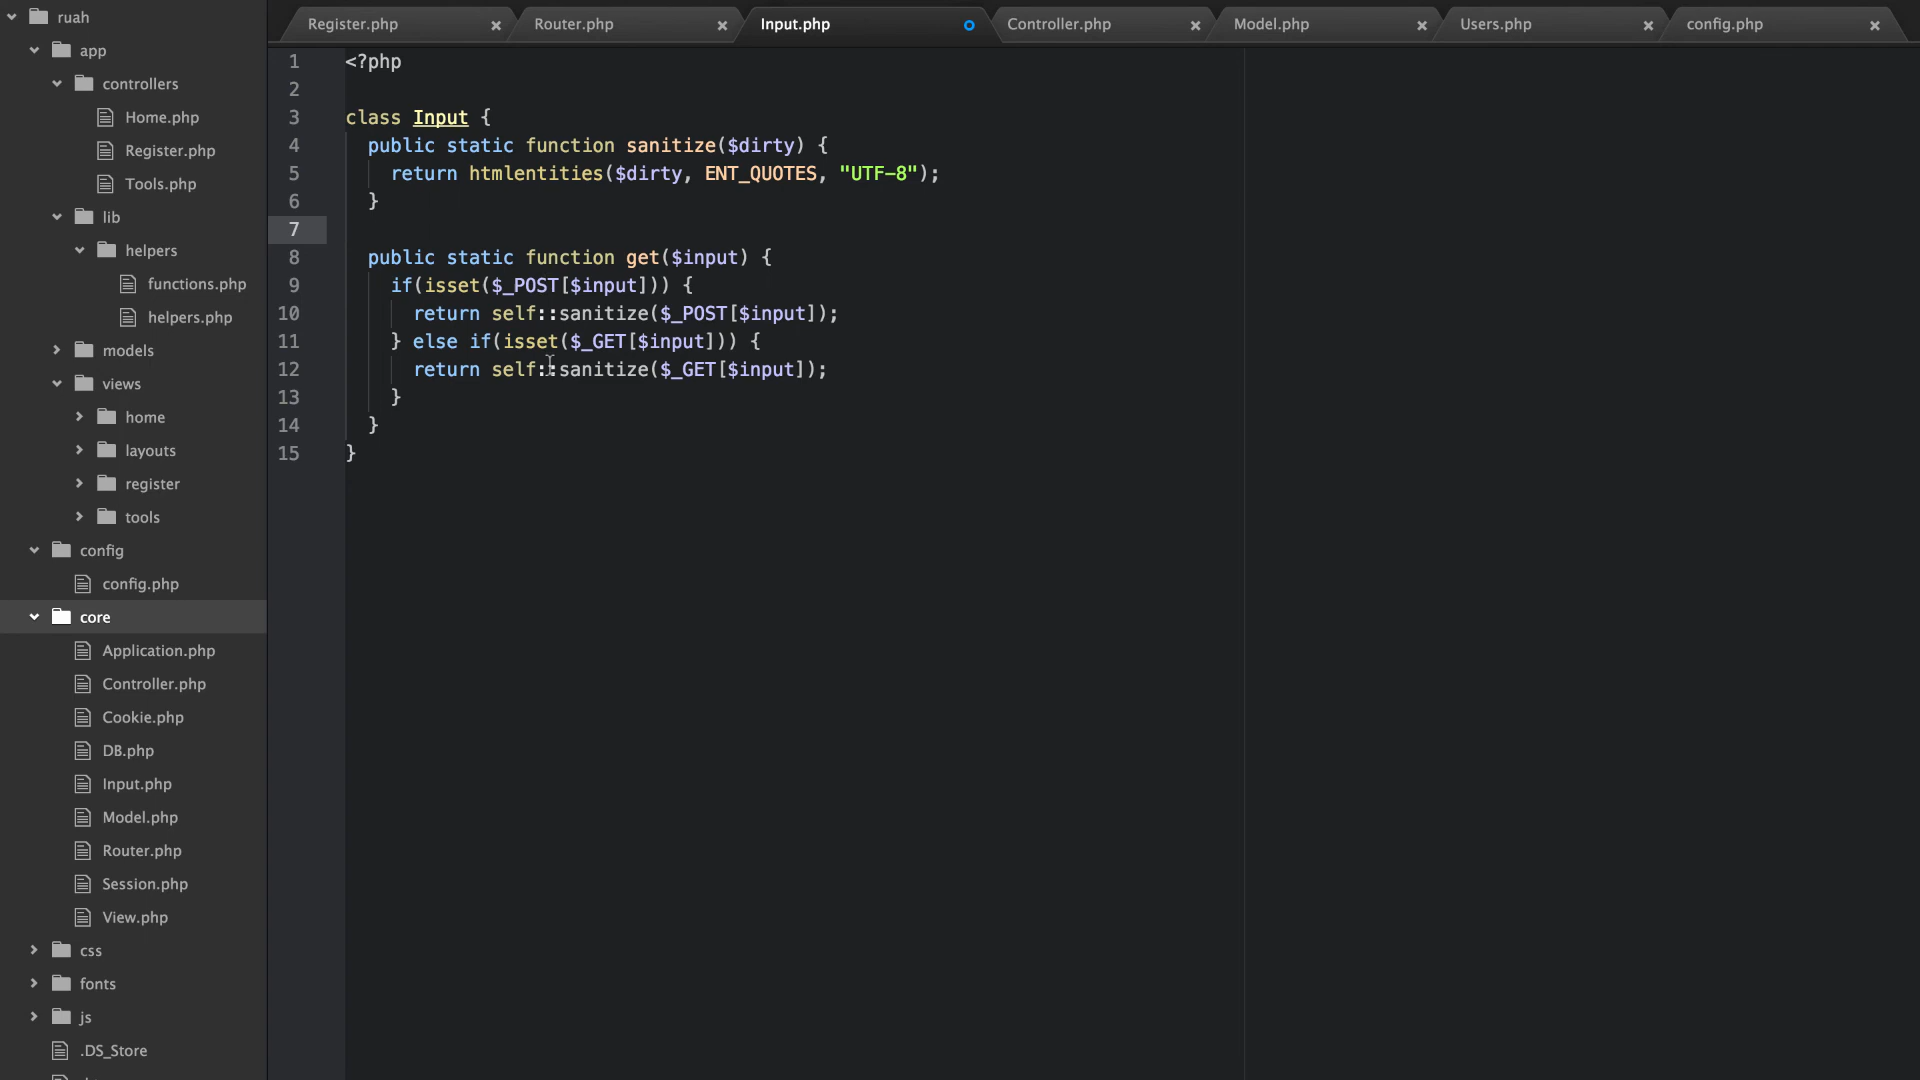 ruah
app
controllers
Home.php
Register.php
Tools.php
lib
helpers
functions.php
helpers.php
models
views
home
layouts
register
tools
config
config.php
core
Application.php
Controller.php
Cookie.php
DB.php
Input.php
Model.php
Router.php
Session.php
View.php
css
fonts
js
.DS_Store
Register.php × Router.php × Input.php Controller.php × Model.php × Users.php × config.php ×
1 <?php
2
3 class Input {
4 public static function sanitize($dirty) {
5 return htmlentities($dirty, ENT_QUOTES, "UTF-8");
6 }
7
8 public static function get($input) {
9 if(isset($_POST[$input])) {
10 return self::sanitize($_POST[$input]);
11 } else if(isset($_GET[$input])) {
12 return self::sanitize($_GET[$input]);
13 }
14 }
15 }